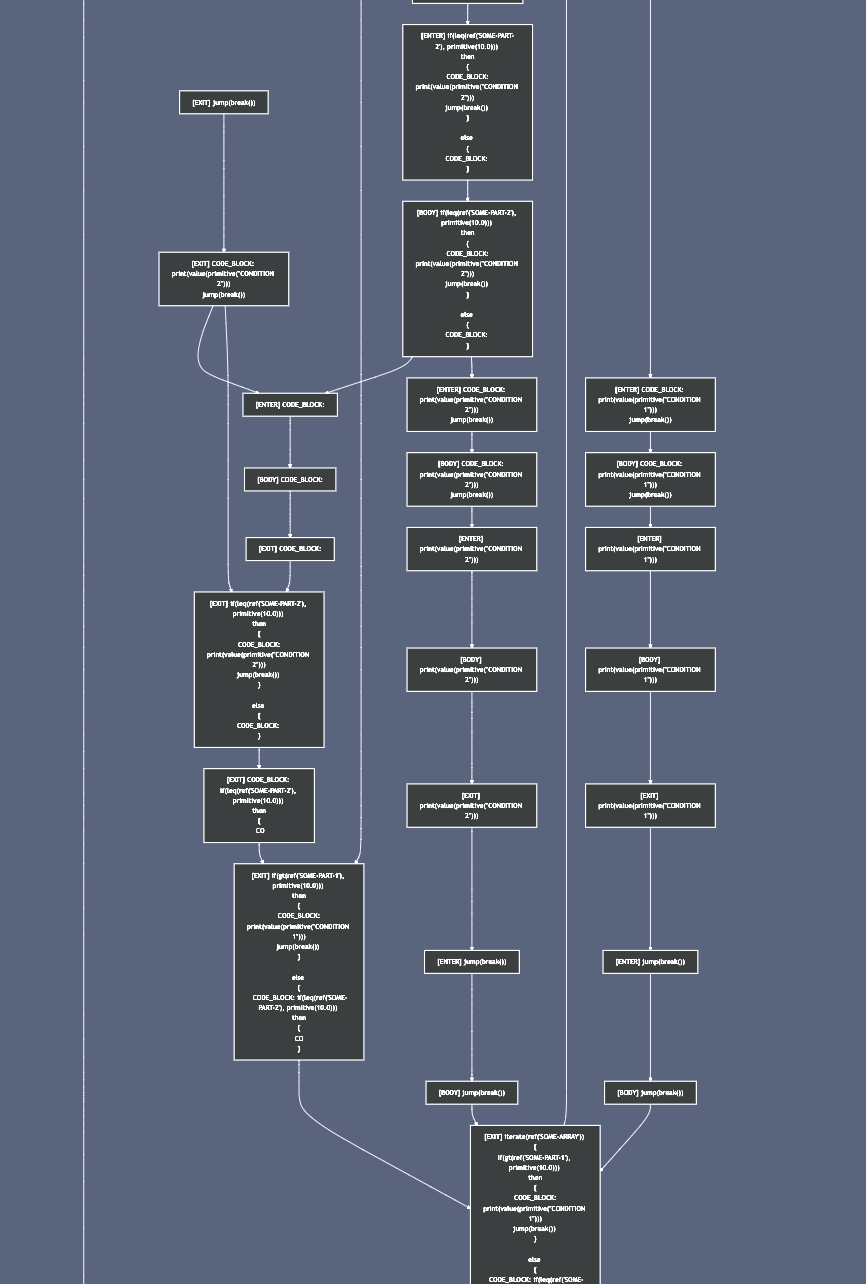 [ENTER] if(leq(ref('SOME-PART-
2'), primitive(10.0)))
then
{
CODE_BLOCK:
print(value(primitive("CONDITION
2")))
jump(break())
}
else
{
CODE_BLOCK:
}
[EXIT] jump(break())
[BODY] if(leq(ref('SOME-PART-2'),
primitive(10.0)))
then
{
CODE_BLOCK:
print(value(primitive("CONDITION
2")))
jump(break())
}
else
{
CODE_BLOCK:
}
[EXIT] CODE_BLOCK:
print(value(primitive("CONDITION
2")))
jump(break())
[ENTER] CODE_BLOCK:
[ENTER] CODE_BLOCK:
print(value(primitive("CONDITION
2")))
jump(break())
[ENTER] CODE_BLOCK:
print(value(primitive("CONDITION
1")))
jump(break())
[BODY] CODE_BLOCK:
[BODY] CODE_BLOCK:
print(value(primitive("CONDITION
2")))
jump(break())
[BODY] CODE_BLOCK:
print(value(primitive("CONDITION
1")))
jump(break())
[EXIT] CODE_BLOCK:
[ENTER]
print(value(primitive("CONDITION
2")))
[ENTER]
print(value(primitive("CONDITION
1")))
[EXIT] if(leq(ref('SOME-PART-2'),
primitive(10.0)))
then
{
CODE_BLOCK:
print(value(primitive("CONDITION
2")))
jump(break())
}
else
{
CODE_BLOCK:
}
[BODY]
print(value(primitive("CONDITION
2")))
[BODY]
print(value(primitive("CONDITION
1")))
[EXIT] CODE_BLOCK:
if(leq(ref('SOME-PART-2'),
primitive(10.0)))
then
{
CO
[EXIT]
print(value(primitive("CONDITION
2")))
[EXIT]
print(value(primitive("CONDITION
1")))
[EXIT] if(gt(ref('SOME-PART-1'),
primitive(10.0)))
then
{
CODE_BLOCK:
print(value(primitive("CONDITION
1")))
jump(break())
}
else
{
CODE_BLOCK: if(leq(ref('SOME-
PART-2'), primitive(10.0)))
then
{
CO
}
[ENTER] jump(break())
[ENTER] jump(break())
[BODY] jump(break())
[BODY] jump(break())
[EXIT] iterate(ref('SOME-ARRAY'))
{
if(gt(ref('SOME-PART-1'),
primitive(10.0)))
then
{
CODE_BLOCK:
print(value(primitive("CONDITION
1")))
jump(break())
}
else
{
CODE_BLOCK: if(leq(ref('SOME-